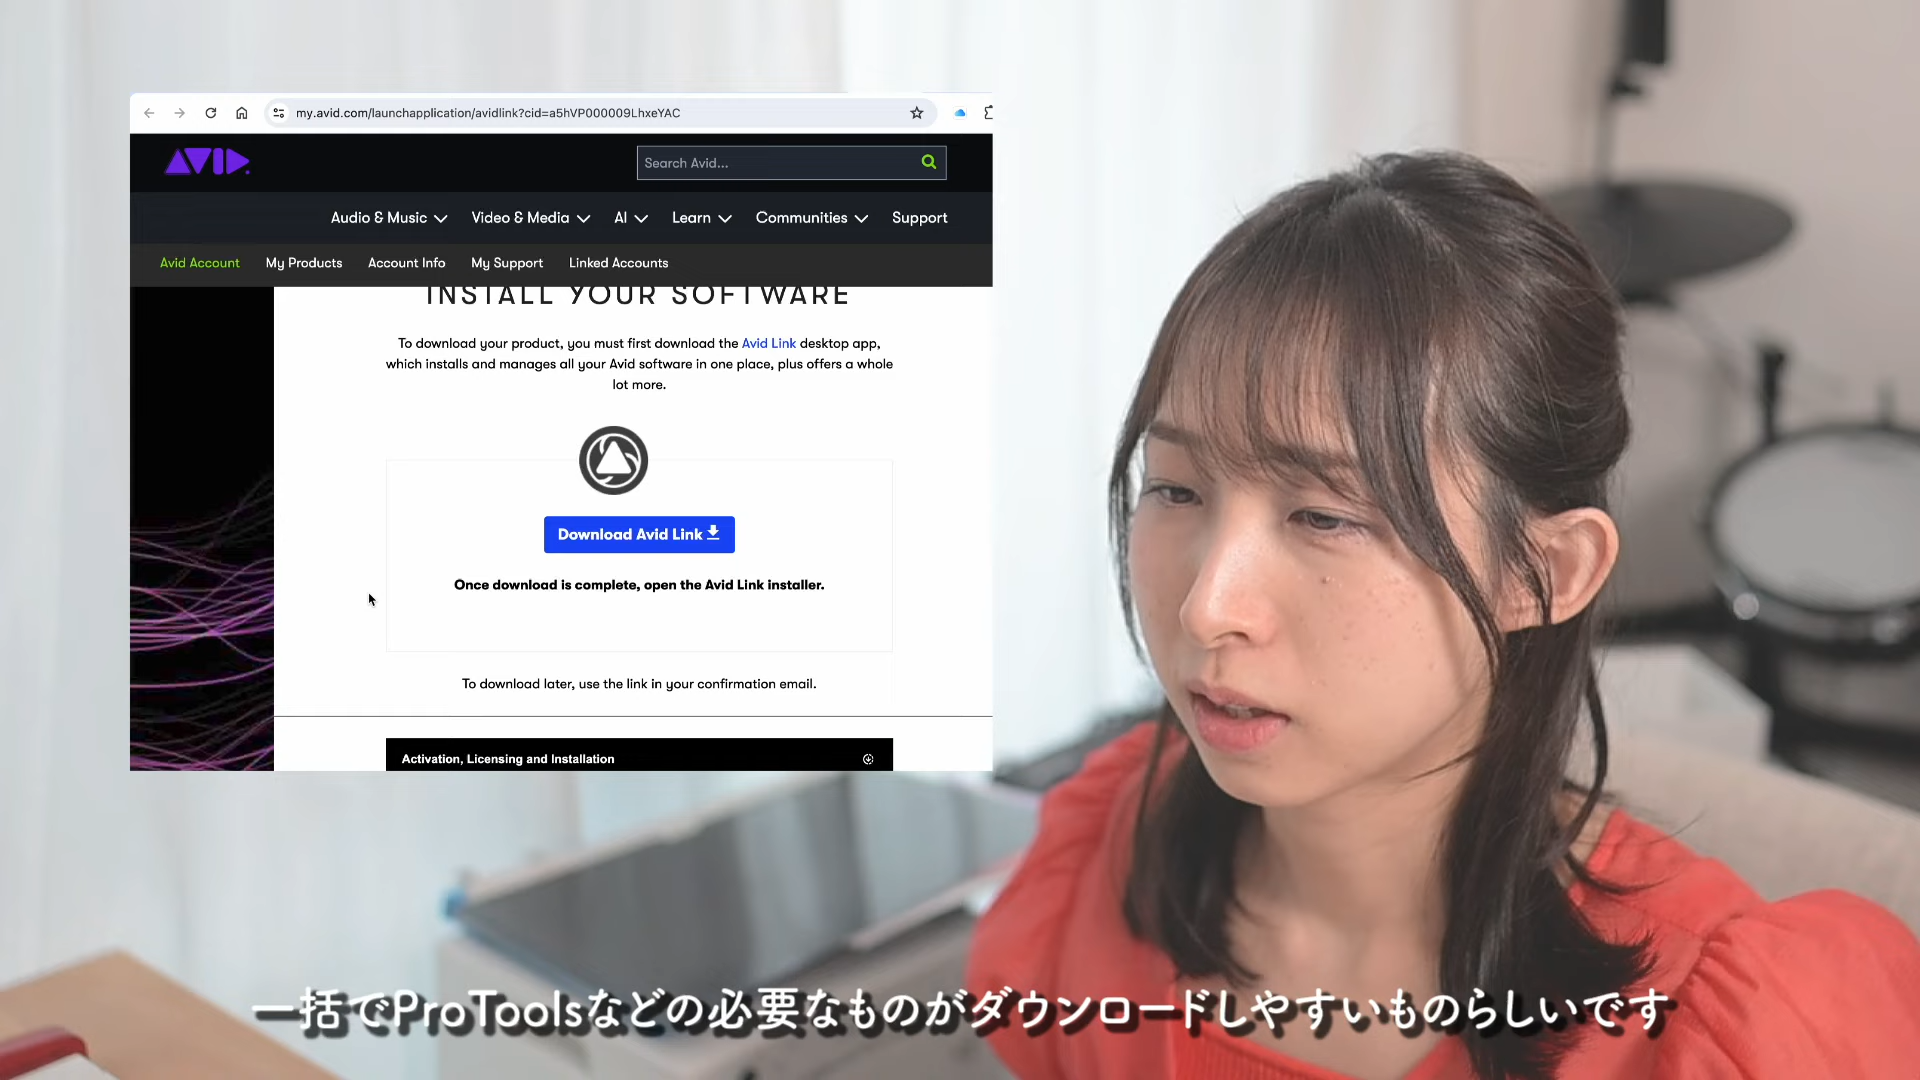 my.avid.com/launchapplication/avidlink?cid=a5hVP000009LhxeYAC
AVID
Search Avid...
Audio & Music Video & Media AI Learn Communities Support
Avid Account My Products Account Info My Support Linked Accounts
INSTALL YOUR SOFTWARE
To download your product, you must first download the Avid Link desktop app,
which installs and manages all your Avid software in one place, plus offers a whole
lot more.
Download Avid Link
Once download is complete, open the Avid Link installer.
To download later, use the link in your confirmation email.
Activation, Licensing and Installation
一括でProToolsなどの必要なものがダウンロードしやすいものらしいです